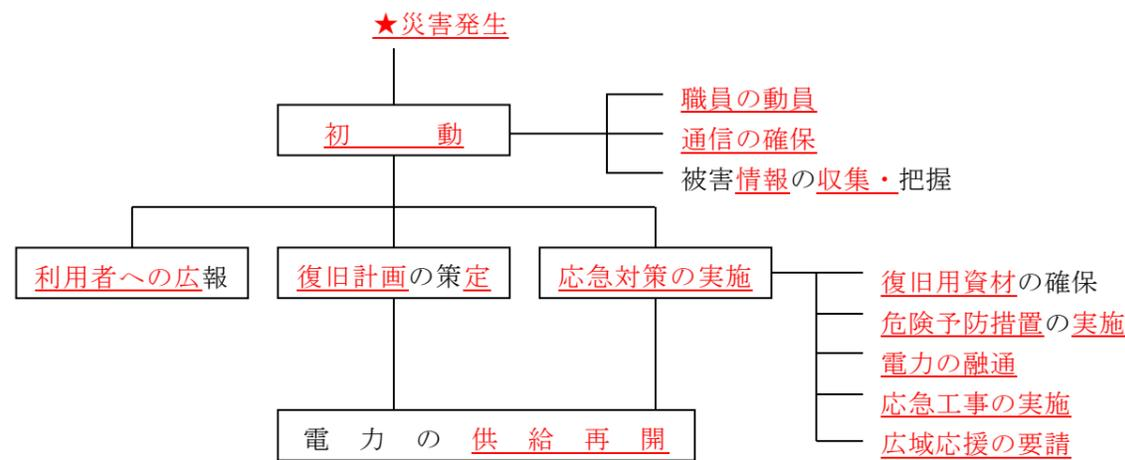 ★災害発生
初動
職員の動員
通信の確保
被害情報の収集・把握
利用者への広報
復旧計画の策定
応急対策の実施
復旧用資材の確保
危険予防措置の実施
電力の融通
応急工事の実施
広域応援の要請
電力の供給再開